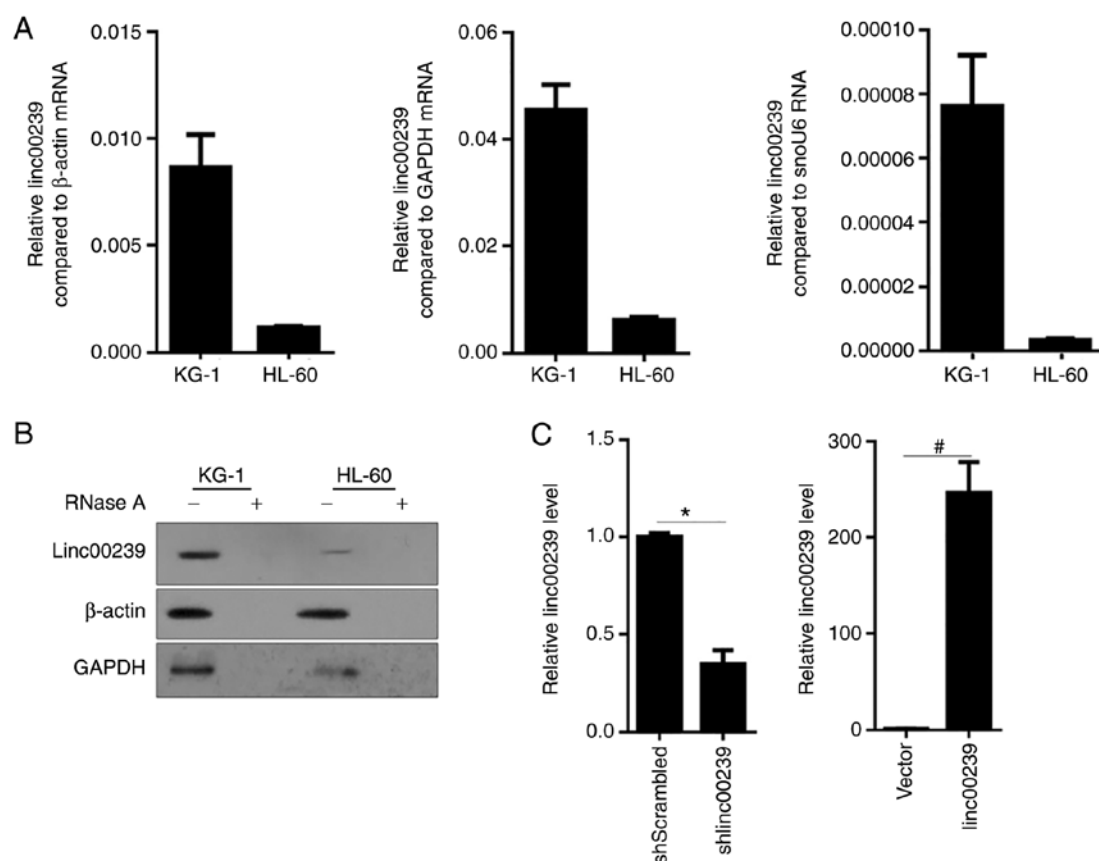 A
Relative linc00239
compared to β-actin mRNA
0.015
0.010
0.005
0.000
KG-1 HL-60
Relative linc00239
compared to GAPDH mRNA
0.06
0.04
0.02
0.00
KG-1 HL-60
Relative linc00239
compared to snoU6 RNA
0.00010
0.00008
0.00006
0.00004
0.00002
0.00000
KG-1 HL-60
B
KG-1 HL-60
RNase A − + − +
Linc00239
β-actin
GAPDH
C
Relative linc00239 level
1.5
1.0
0.5
0.0
*
shScrambled
shlinc00239
Relative linc00239 level
300
200
100
0
#
Vector
linc00239